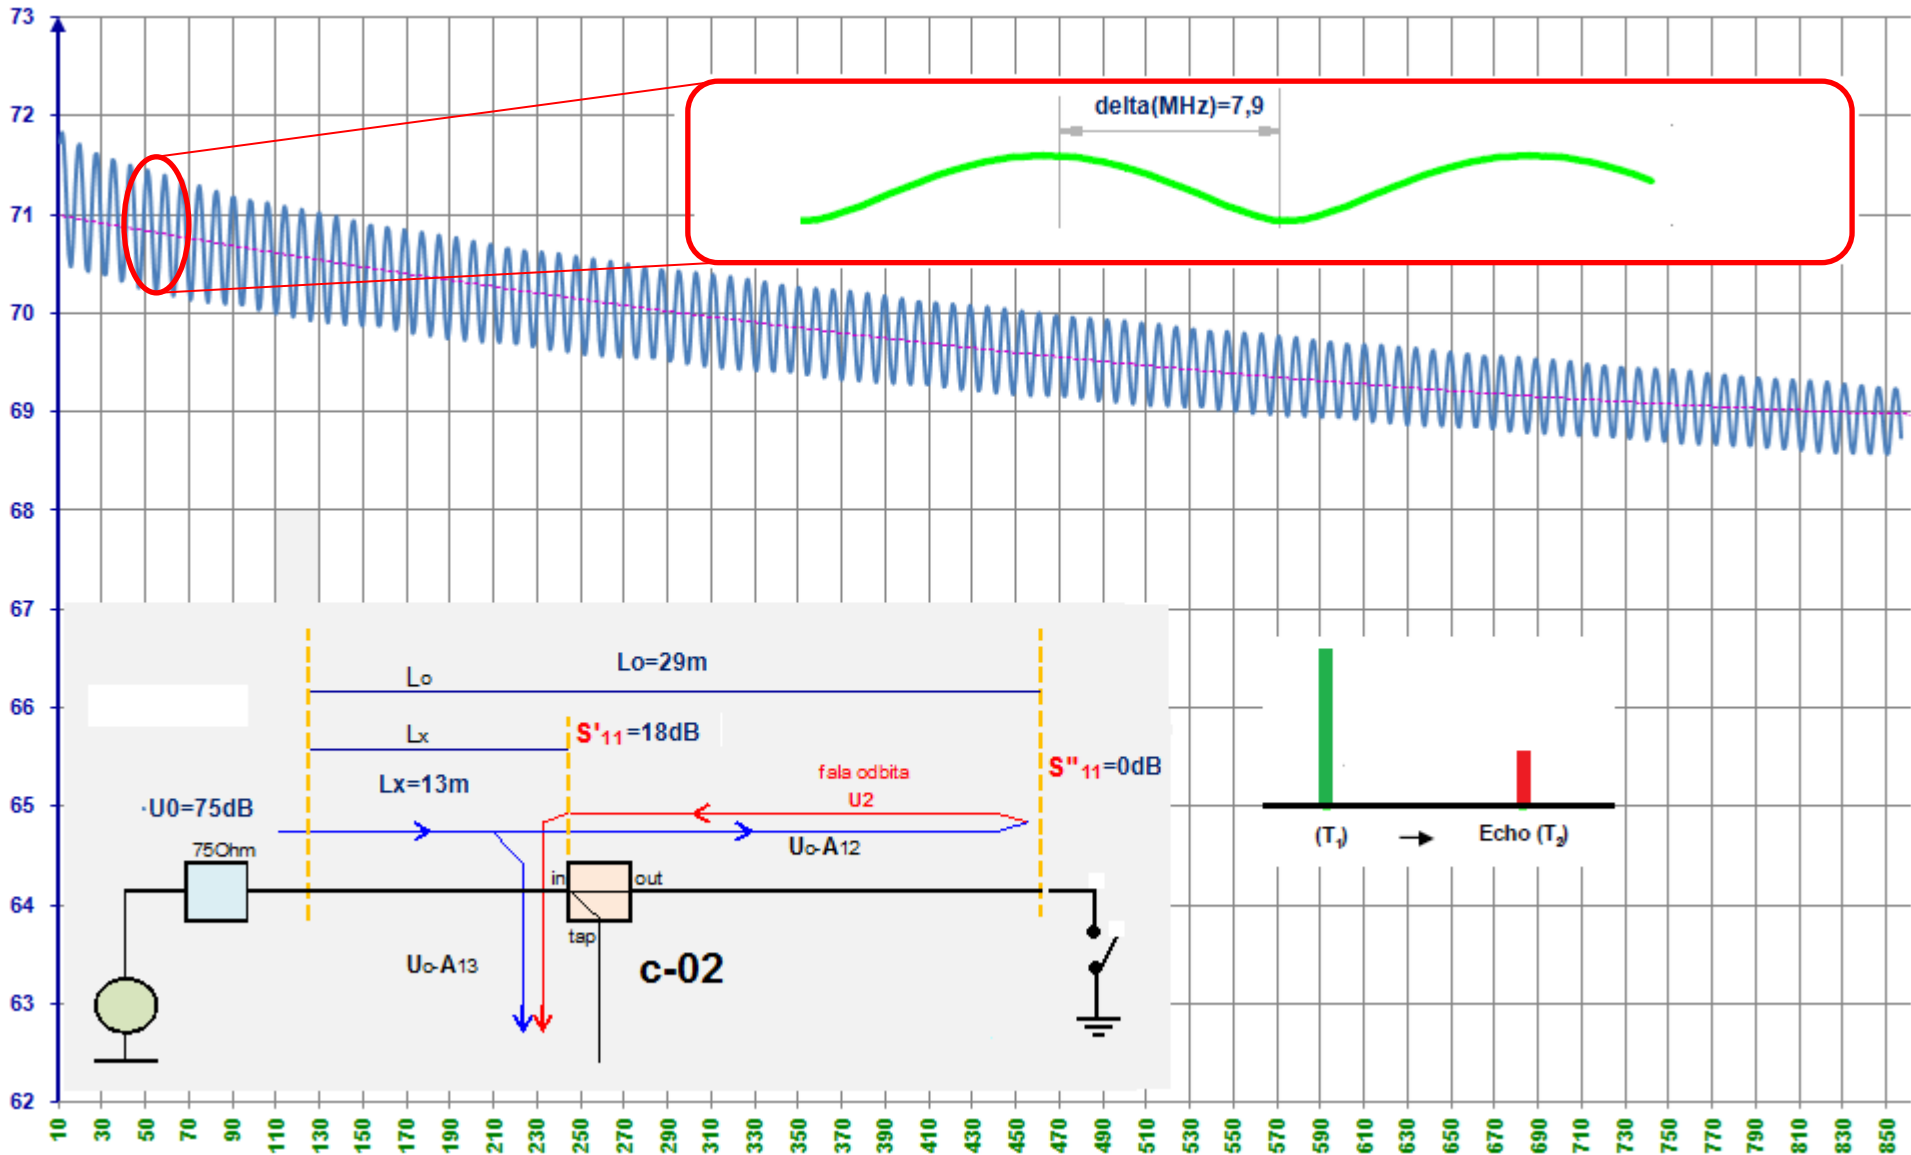 73
72
71
70
69
68
67
66
65
64
63
62
delta(MHz)=7,9
Lo=29m
Lo
S'11=18dB
Lx
S"11=0dB
Lx=13m
fala odbita
U2
U0=75dB
Uo-A12
75Ohm
in
out
tap
Uo-A13
c-02
(T1)
Echo (T2)
10 30 50 70 90 110 130 150 170 190 210 230 250 270 290 310 330 350 370 390 410 430 450 470 490 510 530 550 570 590 610 630 650 670 690 710 730 750 770 790 810 830 850